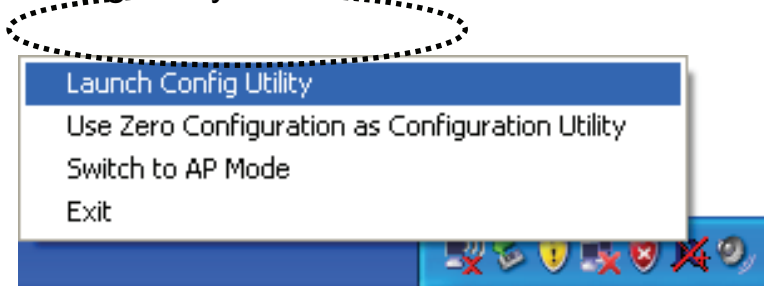 Launch Config Utility
Use Zero Configuration as Configuration Utility
Switch to AP Mode
Exit